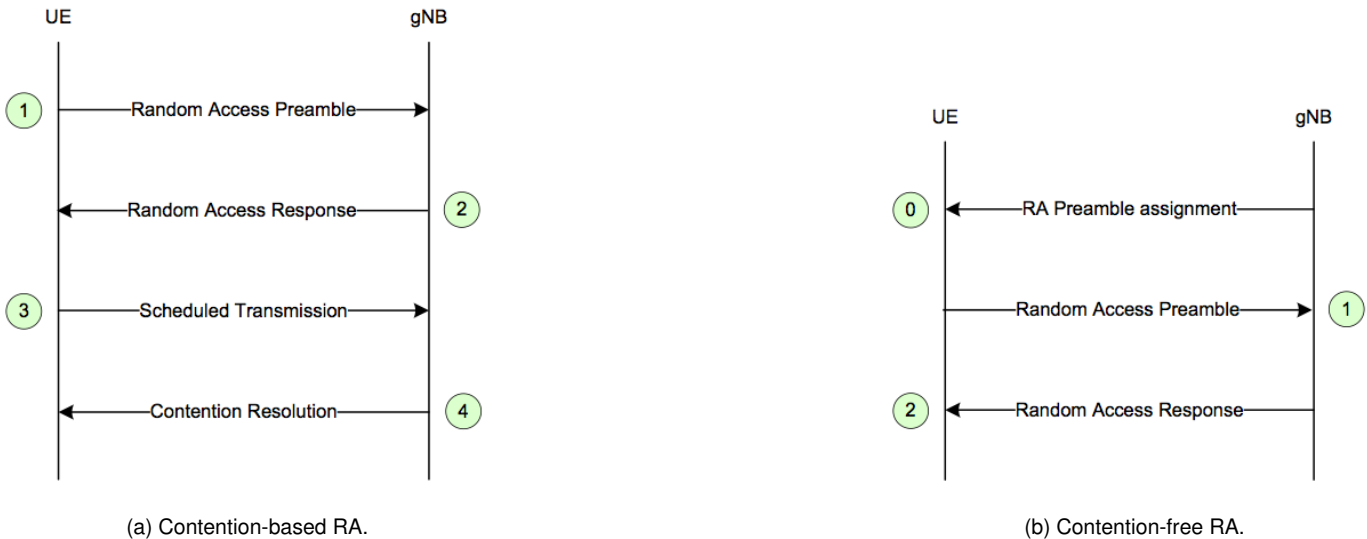 UE gNB
1 Random Access Preamble
Random Access Response 2
3 Scheduled Transmission
Contention Resolution 4
(a) Contention-based RA.
UE gNB
0 RA Preamble assignment
Random Access Preamble 1
2 Random Access Response
(b) Contention-free RA.